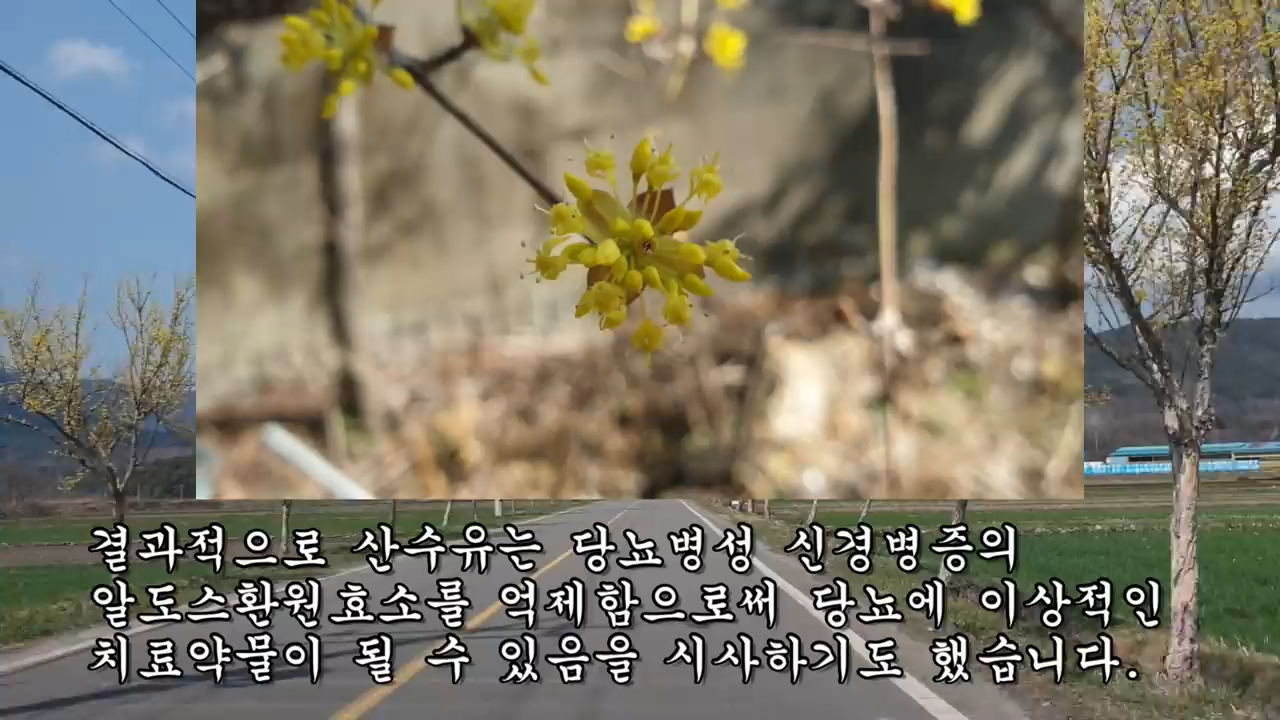 결과적으로 산수유는 당뇨병성 신경병증의
알도스환원효소를 억제함으로써 당뇨에 이상적인
치료약물이 될 수 있음을 시사하기도 했습니다.